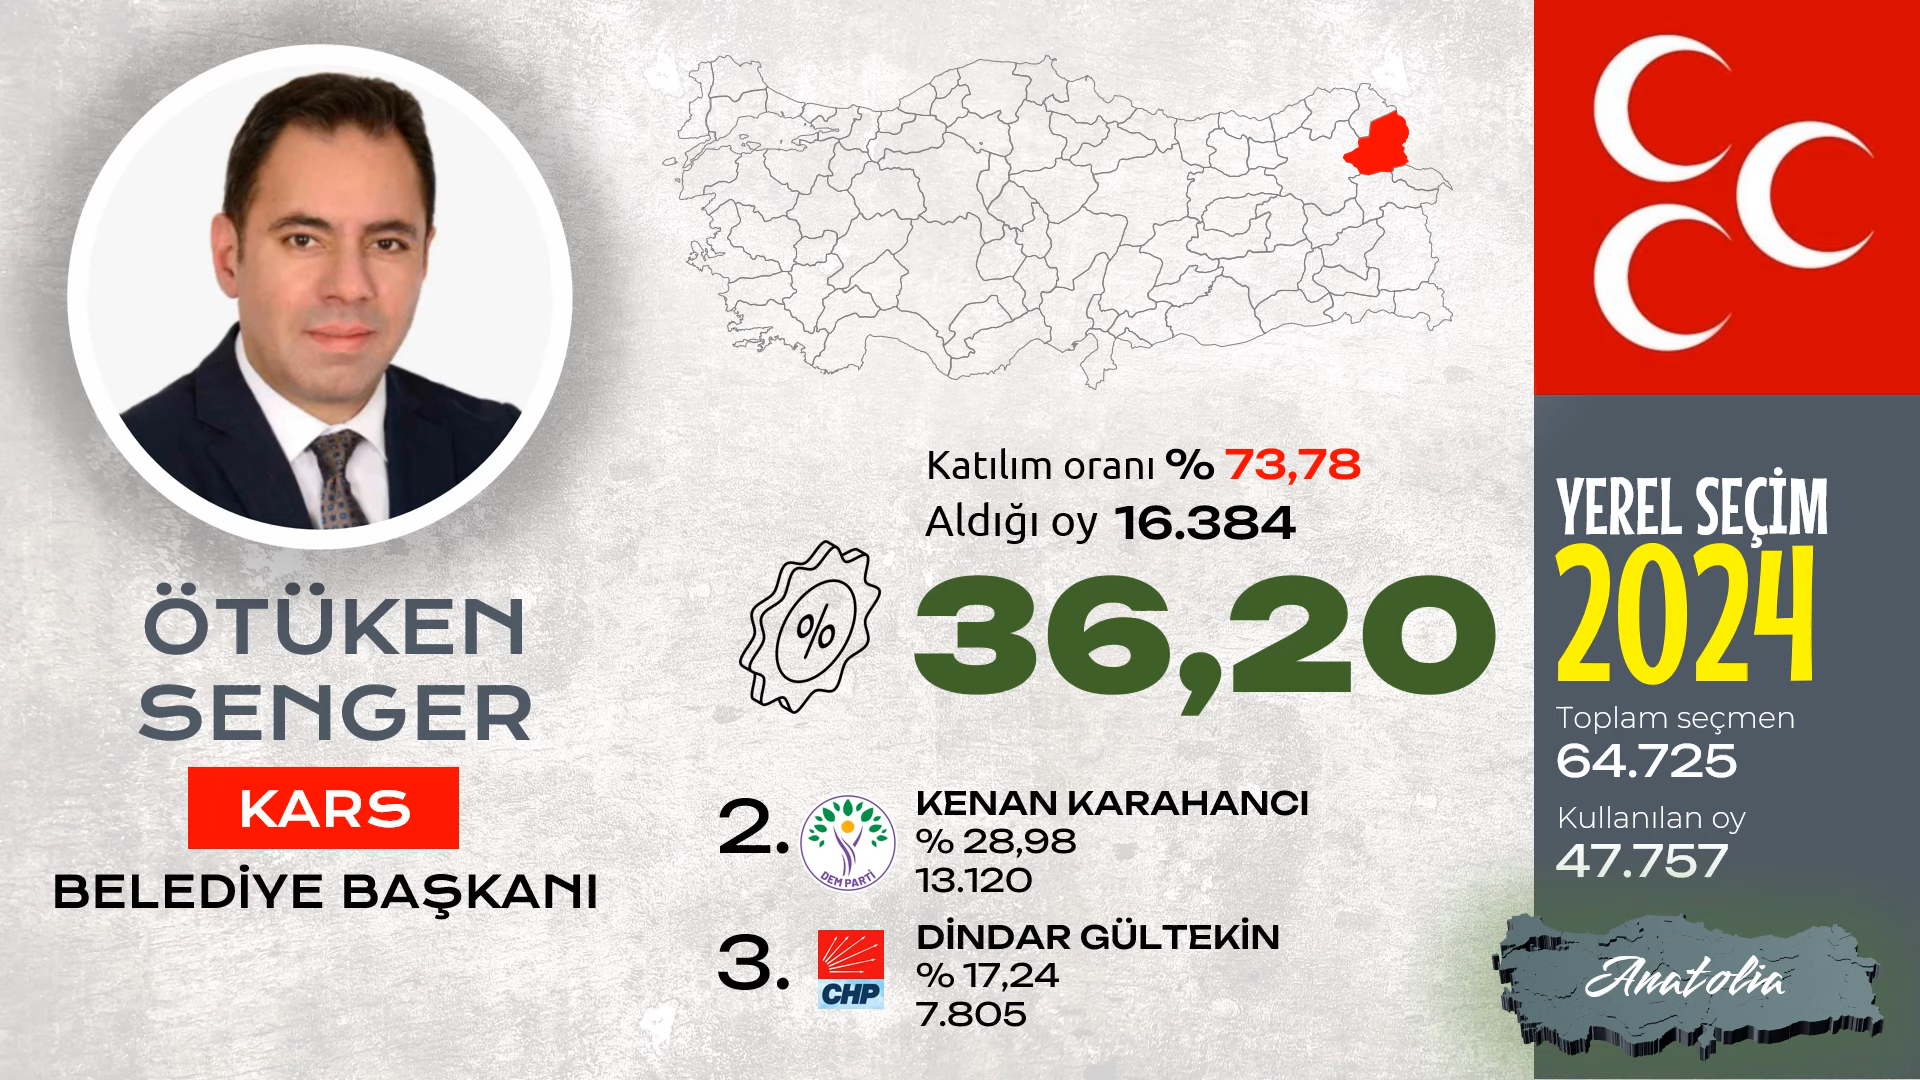 ÖTÜKEN
SENGER
KARS
BELEDİYE BAŞKANI
Katılım oranı % 73,78
Aldığı oy 16.384
%
36,20
2.
DEM PARTİ
KENAN KARAHANCI
% 28,98
13.120
3.
CHP
DİNDAR GÜLTEKİN
% 17,24
7.805
YEREL SEÇİM
2024
Toplam seçmen
64.725
Kullanılan oy
47.757
Anatolia